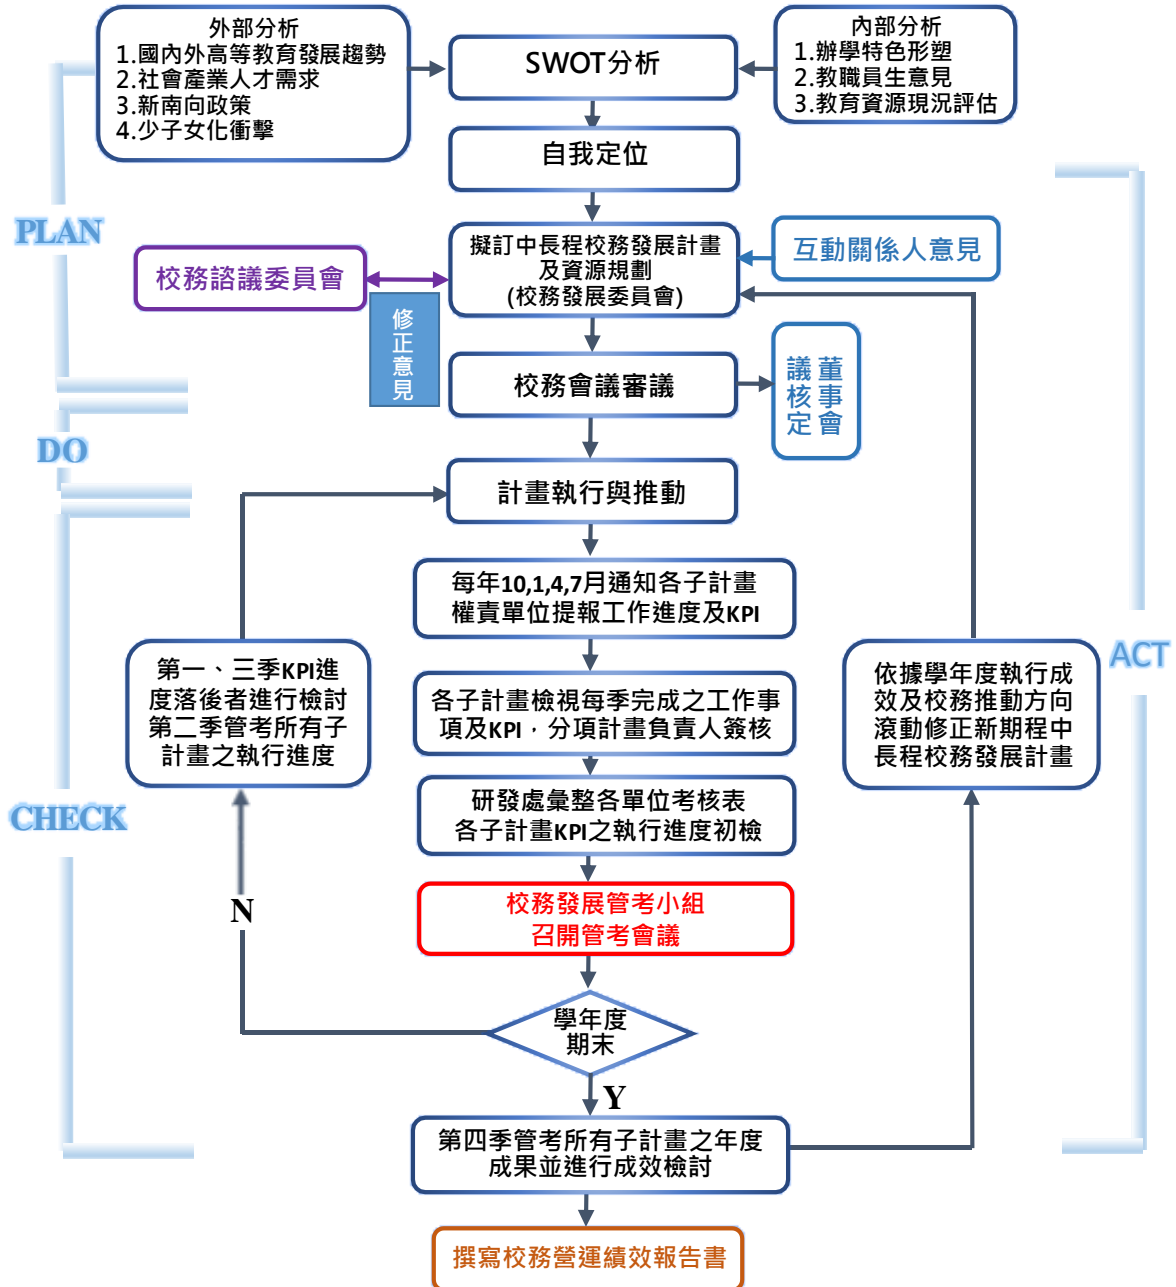 外部分析
1.國內外高等教育發展趨勢
2.社會產業人才需求
3.新南向政策
4.少子女化衝擊
SWOT分析
內部分析
1.辦學特色形塑
2.教職員生意見
3.教育資源現況評估
自我定位
PLAN
擬訂中長程校務發展計畫
及資源規劃
(校務發展委員會)
互動關係人意見
校務諮議委員會
修正意見
校務會議審議
董事會
議核定
DO
計畫執行與推動
每年10,1,4,7月通知各子計畫
權責單位提報工作進度及KPI
第一、三季KPI進
度落後者進行檢討
第二季管考所有子
計畫之執行進度
各子計畫檢視每季完成之工作事
項及KPI，分項計畫負責人簽核
依據學年度執行成
效及校務推動方向
滾動修正新期程中
長程校務發展計畫
ACT
CHECK
研發處彙整各單位考核表
各子計畫KPI之執行進度初檢
校務發展管考小組
召開管考會議
N
學年度
期末
Y
第四季管考所有子計畫之年度
成果並進行成效檢討
撰寫校務營運績效報告書